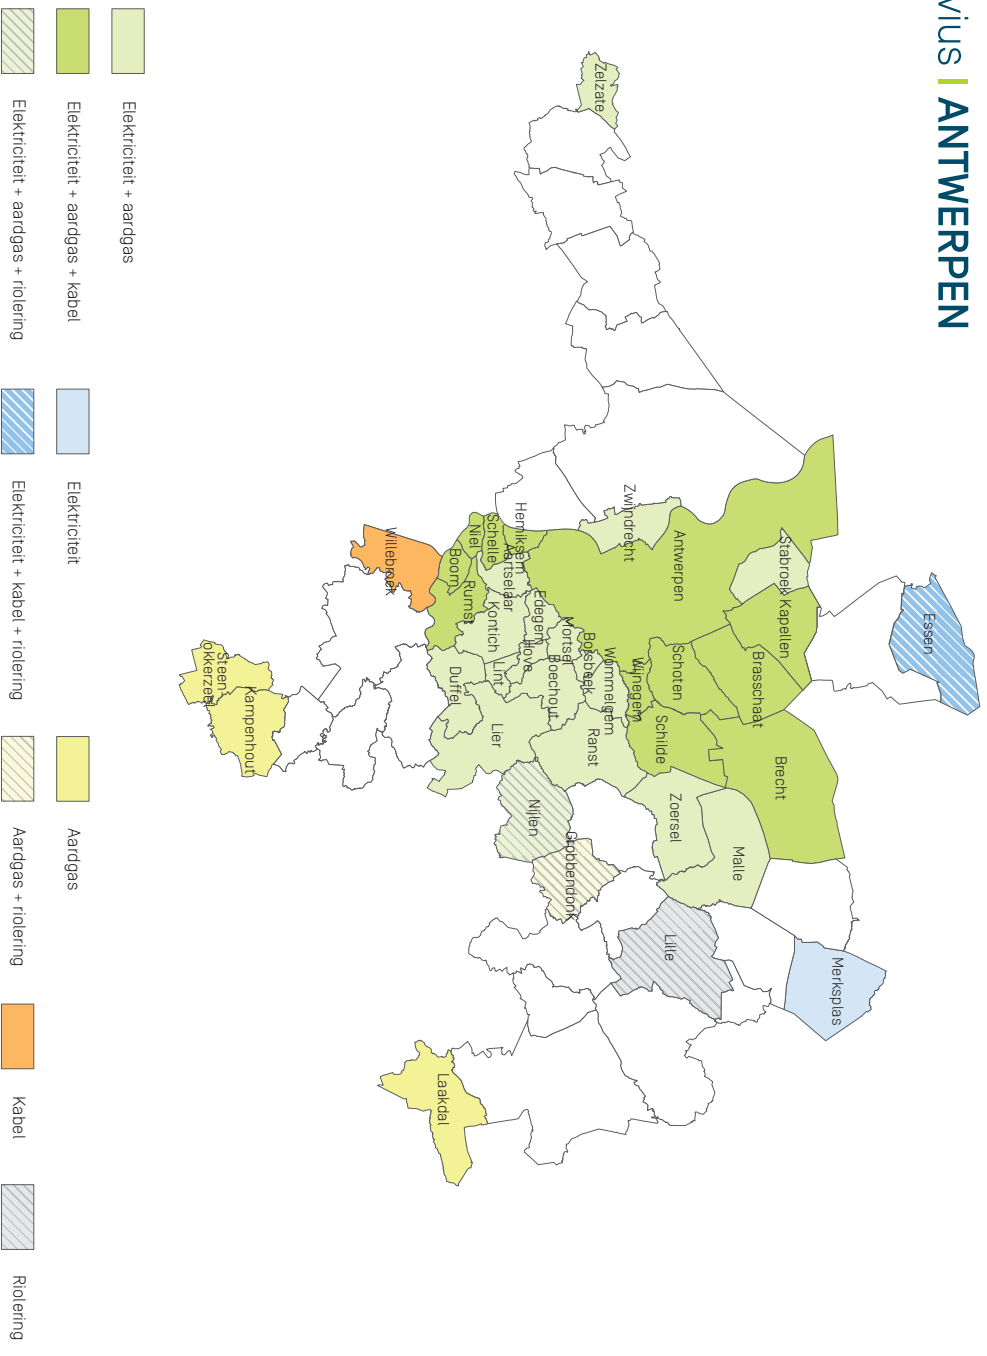 vius | ANTWERPEN
Zelzate
Essen
Merksplas
Stabroek
Kapellen
Brasschaat
Brecht
Antwerpen
Zwijndrecht
Schoten
Schilde
Wijnegem
Wommelgem
Borsbeek
Mortsel
Boechout
Edegem
Hove
Hemiksem
Aartselaar
Schelle
Niel
Kontich
Lint
Boom
Rumst
Duffel
Lier
Ranst
Zoersel
Malle
Nijlen
Grobbendonk
Lille
Willebroek
Steen-
okkerzeel
Kampenhout
Laakdal
Elektriciteit + aardgas
Elektriciteit + aardgas + kabel
Elektriciteit + aardgas + riolering
Elektriciteit
Elektriciteit + kabel + riolering
Aardgas
Aardgas + riolering
Kabel
Riolering